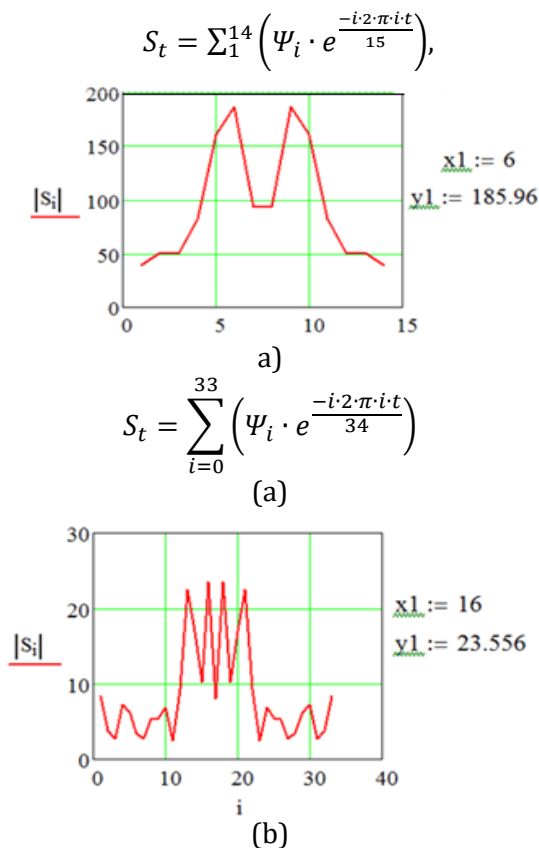 S_t = ∑_1^14 (Ψ_i · e^(-i·2·π·i·t / 15)),
200
150
100
50
0
|s_i|
0 5 10 15
x1 := 6
y1 := 185.96
a)
S_t = ∑_{i=0}^{33} (Ψ_i · e^(-i·2·π·i·t / 34))
(a)
30
20
10
0
|s_i|
0 10 20 30 40
i
x1 := 16
y1 := 23.556
(b)